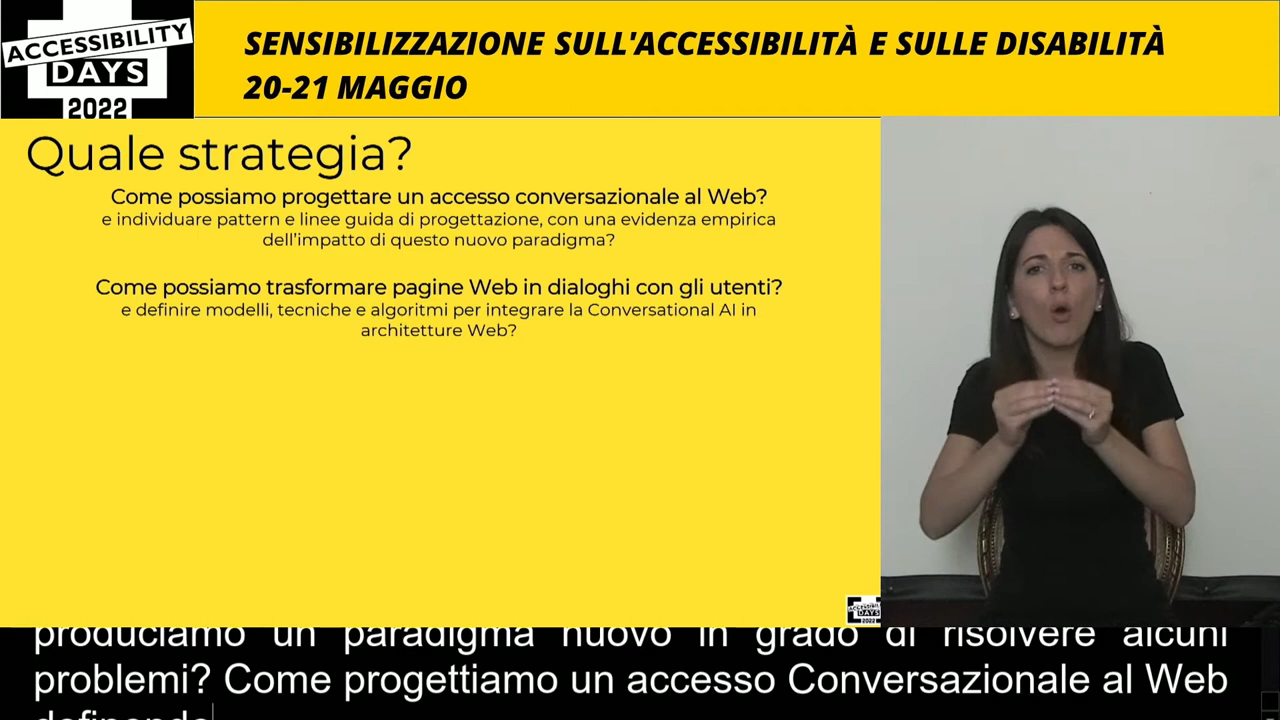 ACCESSIBILITY
DAYS
2022
SENSIBILIZZAZIONE SULL'ACCESSIBILITÀ E SULLE DISABILITÀ
20-21 MAGGIO
Quale strategia?
Come possiamo progettare un accesso conversazionale al Web?
e individuare pattern e linee guida di progettazione, con una evidenza empirica
dell'impatto di questo nuovo paradigma?
Come possiamo trasformare pagine Web in dialoghi con gli utenti?
e definire modelli, tecniche e algoritmi per integrare la Conversational AI in
architetture Web?
DAYS
2022
produciamo un paradigma nuovo in grado di risolvere alcuni
problemi? Come progettiamo un accesso Conversazionale al Web
definendo